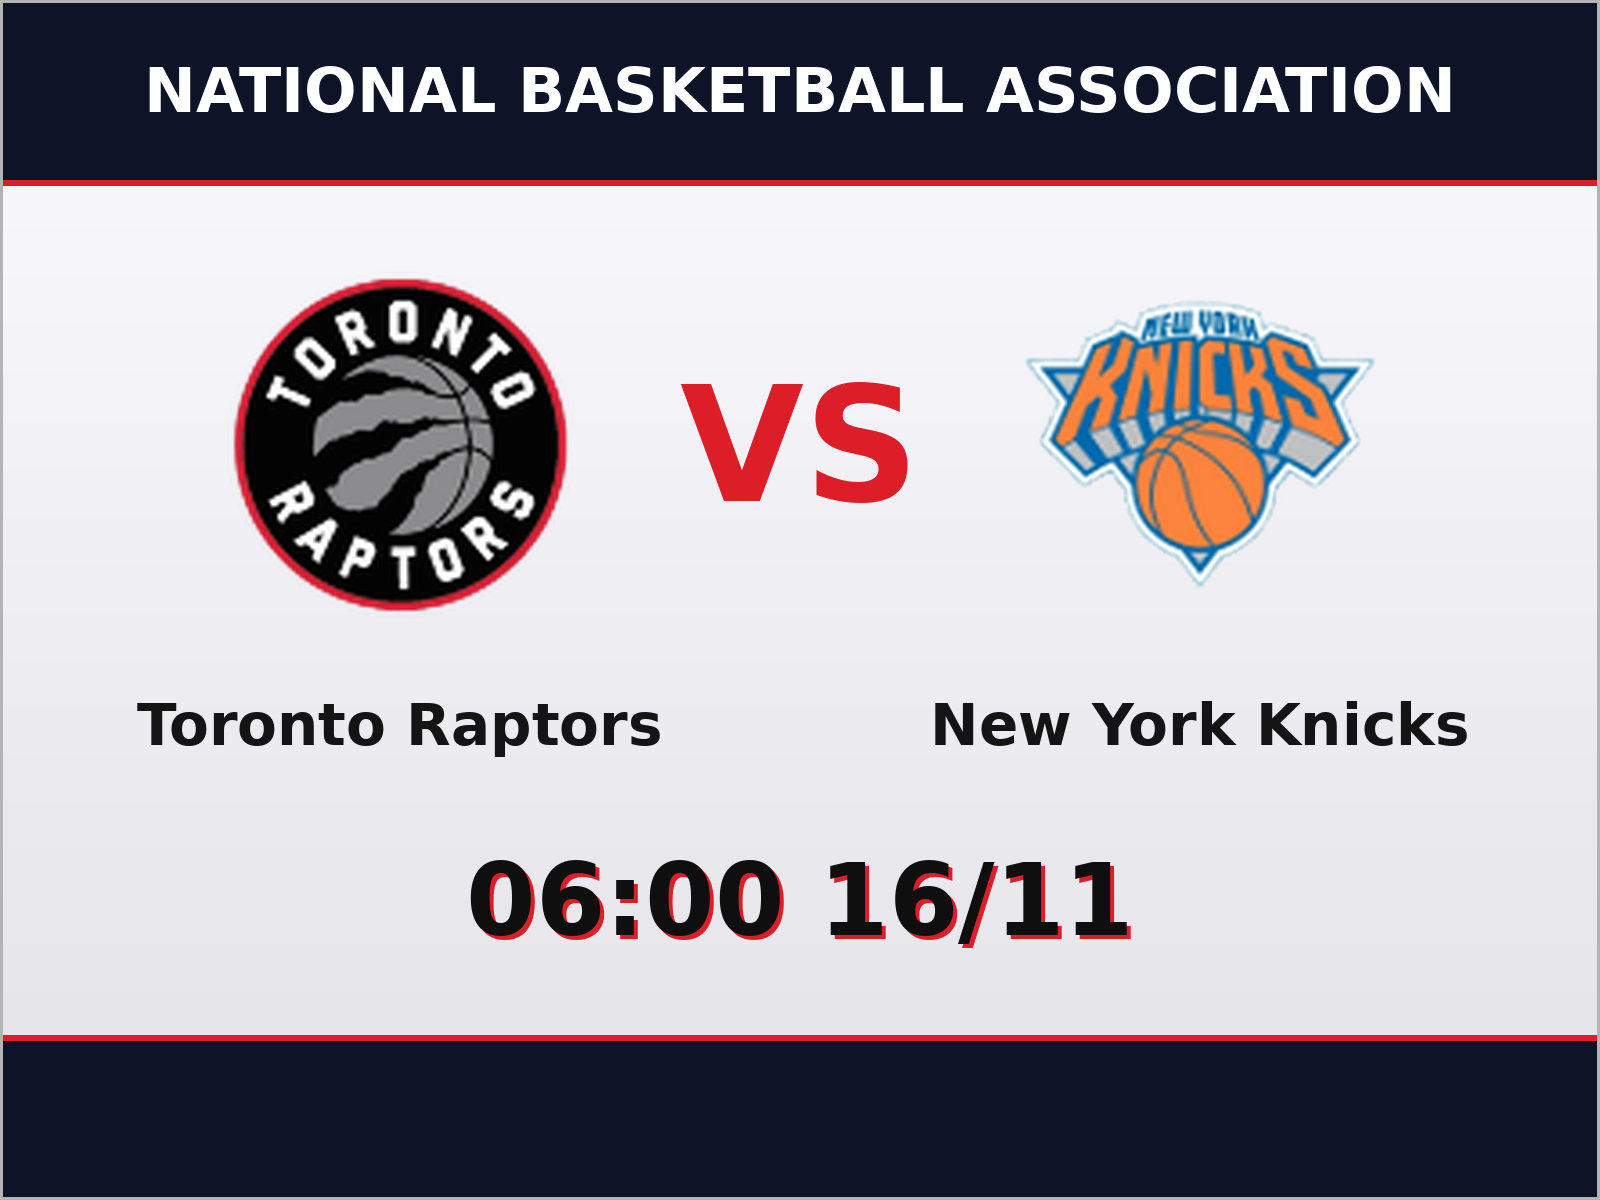 NATIONAL BASKETBALL ASSOCIATION
TORONTO
RAPTORS
VS
NEW YORK
KNICKS
Toronto Raptors
New York Knicks
06:00 16/11